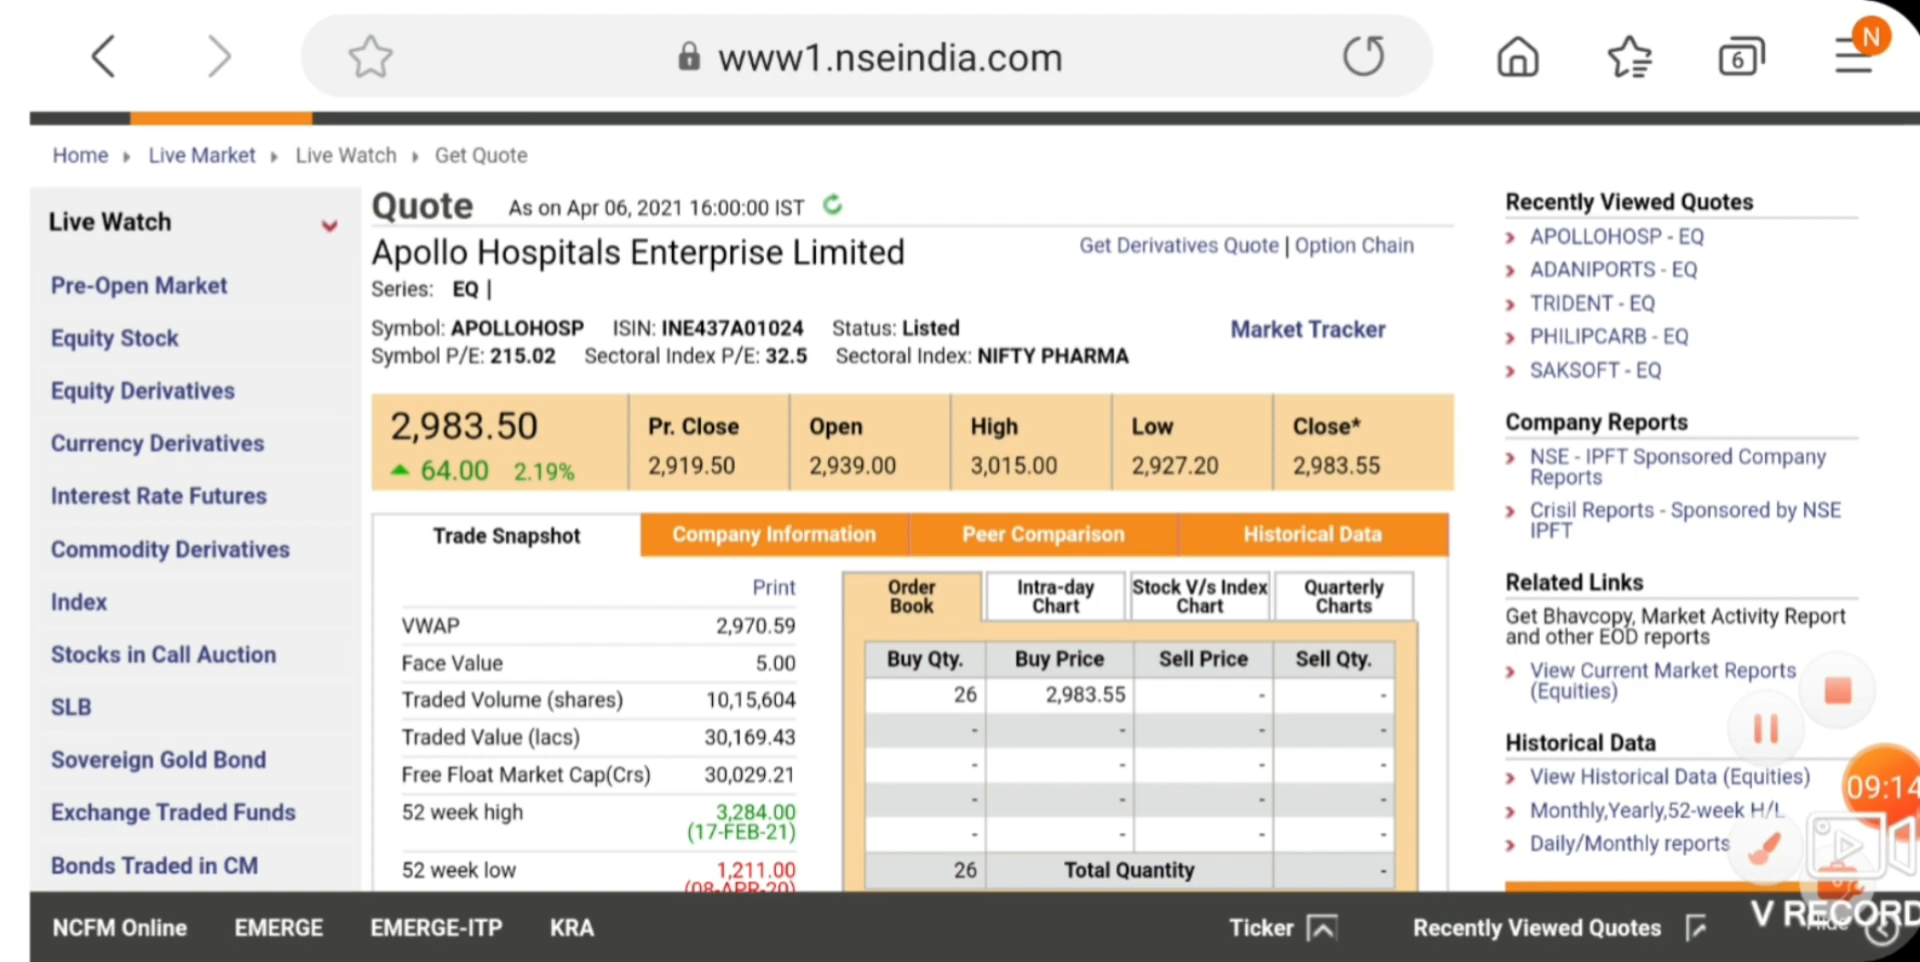 www1.nseindia.com
6
N
Home Live Market Live Watch Get Quote
Live Watch
Pre-Open Market
Equity Stock
Equity Derivatives
Currency Derivatives
Interest Rate Futures
Commodity Derivatives
Index
Stocks in Call Auction
SLB
Sovereign Gold Bond
Exchange Traded Funds
Bonds Traded in CM
Quote As on Apr 06, 2021 16:00:00 IST
Apollo Hospitals Enterprise Limited
Get Derivatives Quote | Option Chain
Series: EQ |
Symbol: APOLLOHOSP ISIN: INE437A01024 Status: Listed
Market Tracker
Symbol P/E: 215.02 Sectoral Index P/E: 32.5 Sectoral Index: NIFTY PHARMA
2,983.50 Pr. Close Open High Low Close*
64.00 2.19% 2,919.50 2,939.00 3,015.00 2,927.20 2,983.55
Trade Snapshot Company Information Peer Comparison Historical Data
Print
VWAP 2,970.59
Face Value 5.00
Traded Volume (shares) 10,15,604
Traded Value (lacs) 30,169.43
Free Float Market Cap(Crs) 30,029.21
52 week high 3,284.00
(17-FEB-21)
52 week low 1,211.00
(08-APR-20)
Order Book
Intra-day Chart
Stock V/s Index Chart
Quarterly Charts
Buy Qty. Buy Price Sell Price Sell Qty.
26 2,983.55 - -
- - - -
- - - -
- - - -
- - - -
26 Total Quantity -
Recently Viewed Quotes
APOLLOHOSP - EQ
ADANIPORTS - EQ
TRIDENT - EQ
PHILIPCARB - EQ
SAKSOFT - EQ
Company Reports
NSE - IPFT Sponsored Company
Reports
Crisil Reports - Sponsored by NSE
IPFT
Related Links
Get Bhavcopy, Market Activity Report
and other EOD reports
View Current Market Reports
(Equities)
Historical Data
View Historical Data (Equities)
Monthly,Yearly,52-week H/L
Daily/Monthly reports
09:14
NCFM Online EMERGE EMERGE-ITP KRA Ticker Recently Viewed Quotes Hide
V RECORD